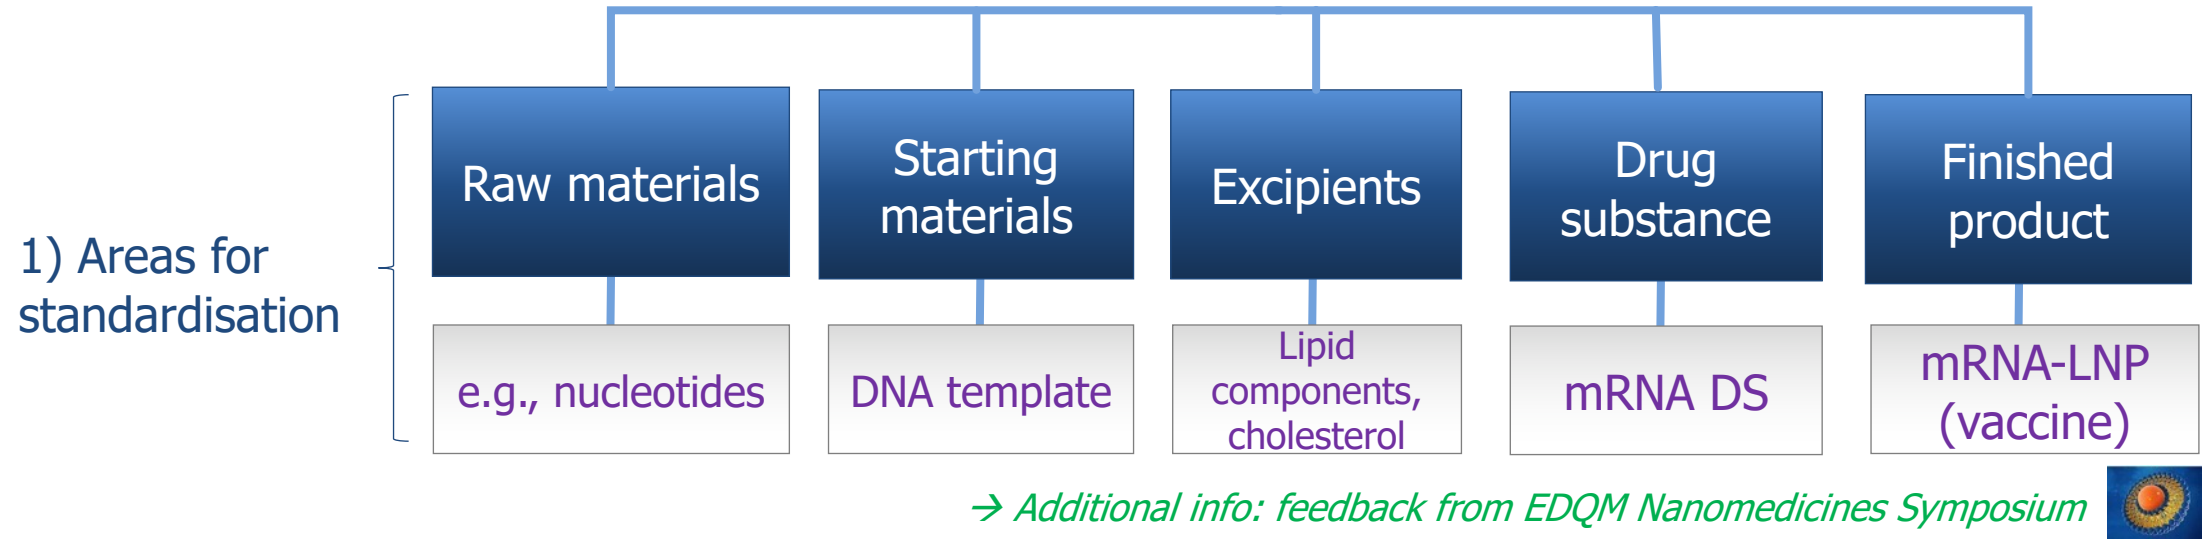 1) Areas for
standardisation
Raw materials
Starting
materials
Excipients
Drug
substance
Finished
product
e.g., nucleotides
DNA template
Lipid
components,
cholesterol
mRNA DS
mRNA-LNP
(vaccine)
→ Additional info: feedback from EDQM Nanomedicines Symposium